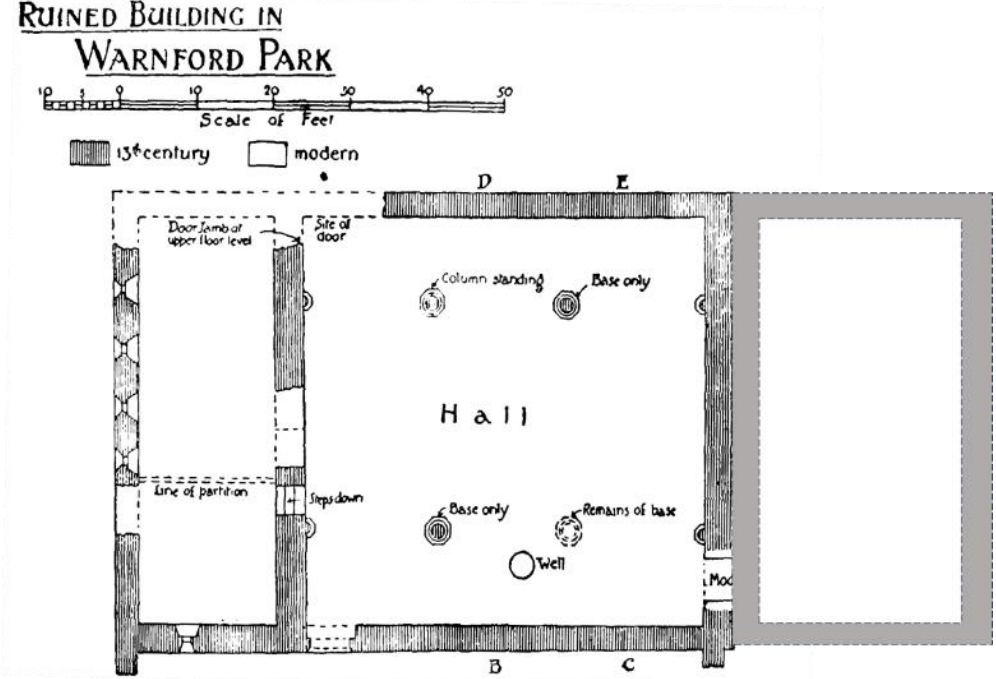 RUINED BUILDING IN
WARNFORD PARK
10 5 0 10 20 30 40 50
Scale of Feet
13th century modern
D E
Door Jamb at
upper floor level
Site of
door
Column standing
Base only
Hall
Line of partition
Steps down
Base only
Remains of base
Well
Mod
B C